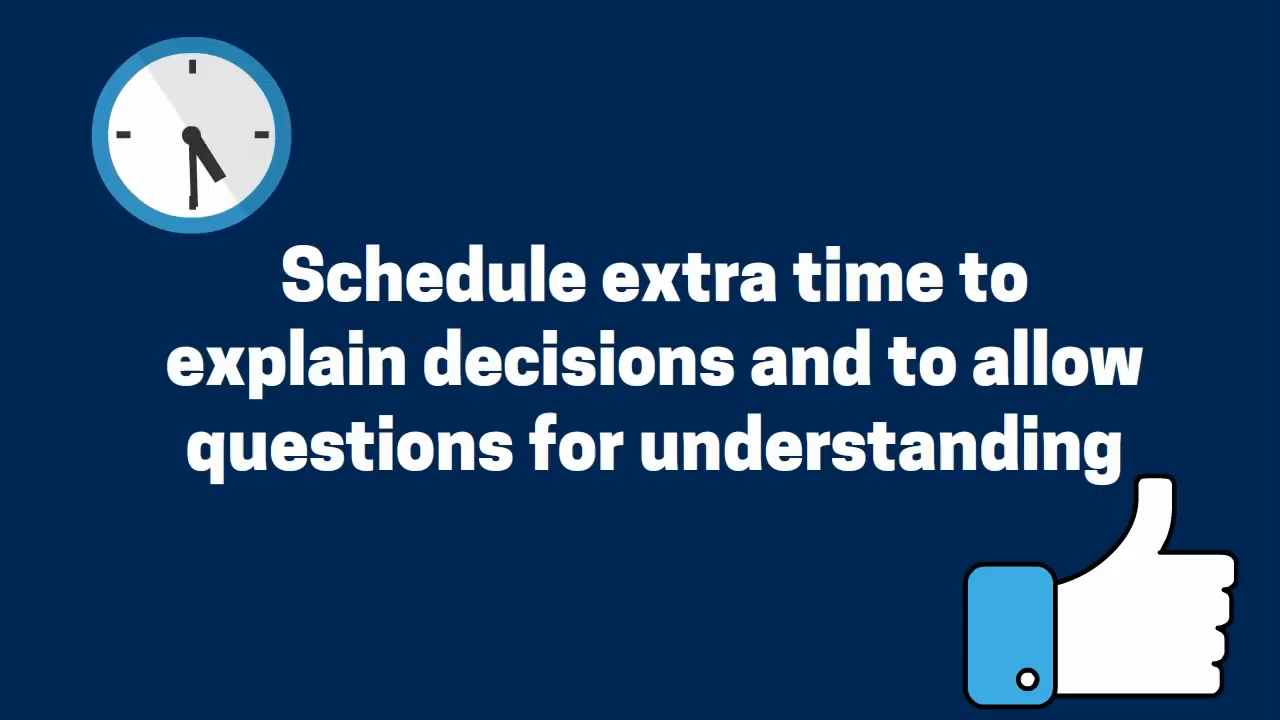 Schedule extra time to
explain decisions and to allow
questions for understanding